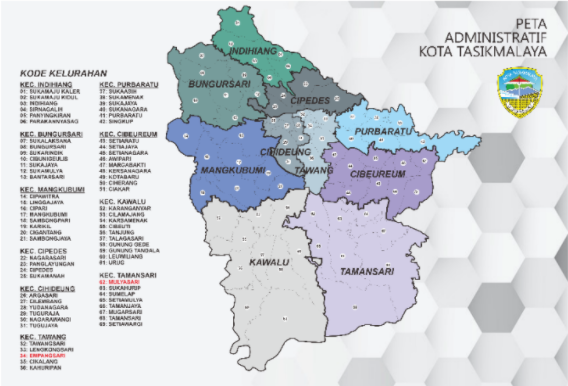 PETA
ADMINISTRATIF
KOTA TASIKMALAYA
KODE KELURAHAN
KEC. INDIHIANG
01: SUKAMAJU KALER
02: SUKAMAJU KIDUL
03: INDIHIANG
04: SIRNAGALIH
05: PANYINGKIRAN
06: PARAKANNYASAG
KEC. BUNGURSARI
07: SUKALAKSANA
08: BUNGURSARI
09: SUKARINDIK
10: CIBUNIGEULIS
11: SUKAJAYA
12: SUKAMULYA
13: BANTARSARI
KEC. MANGKUBUMI
14: CIPAWITRA
15: LINGGAJAYA
16: CIPARI
17: MANGKUBUMI
18: SAMBONGPARI
19: KARIKIL
20: CIGANTANG
21: SAMBONGJAYA
KEC. CIPEDES
22: NAGARASARI
23: PANGLAYUNGAN
24: CIPEDES
25: SUKAMANAH
KEC. CIHIDEUNG
26: ARGASARI
27: CILEMBANG
28: YUDANAGARA
29: TUGURAJA
30: NAGARAWANGI
31: TUGUJAYA
KEC. TAWANG
32: TAWANGSARI
33: LENGKONGSARI
34: EMPANGSARI
35: CIKALANG
36: KAHURIPAN
KEC. PURBARATU
37: SUKAASIH
38: SUKAMENAK
39: SUKAJAYA
40: SUKANAGARA
41: PURBARATU
42: SINGKUP
KEC. CIBEUREUM
43: SETIARATU
44: SETIAJAYA
45: SETIANAGARA
46: AWIPARI
47: MARGABAKTI
48: KERSANAGARA
49: KOTABARU
50: CIHERANG
51: CIAKAR
KEC. KAWALU
52: KARANGANYAR
53: CILAMAJANG
54: KARSAMENAK
55: CIBEUTI
56: TANJUNG
57: TALAGASARI
58: GUNUNG GEDE
59: GUNUNG TANDALA
60: LEUWILIANG
61: URUG
KEC. TAMANSARI
62: MULYASARI
63: SUKAHURIP
64: SUMELAP
65: SETIAMULYA
66: TAMANJAYA
67: MUGARSARI
68: TAMANSARI
69: SETIAWARGI
INDIHIANG
BUNGURSARI
CIPEDES
PURBARATU
CIHIDEUNG
TAWANG
MANGKUBUMI
CIBEUREUM
KAWALU
TAMANSARI